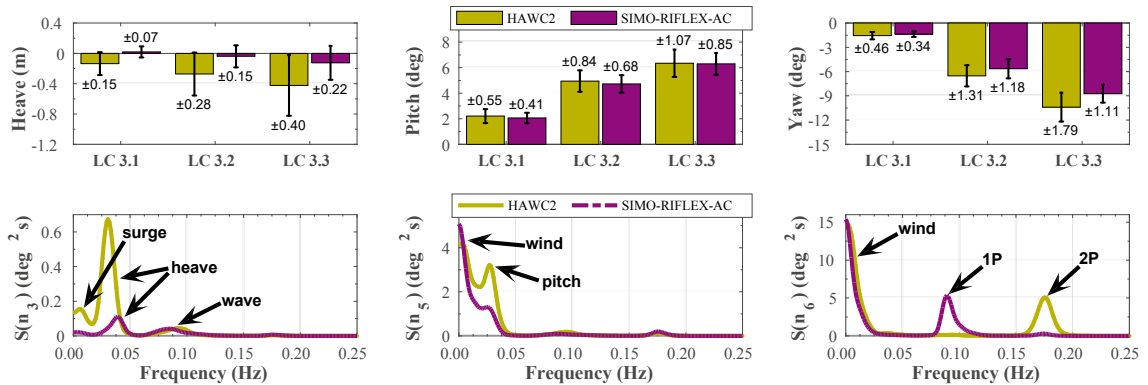 Heave (m)
0.4
0
-0.4
-0.8
-1.2
±0.07
±0.15
±0.15
±0.28
±0.22
±0.40
LC 3.1
LC 3.2
LC 3.3
HAWC2
SIMO-RIFLEX-AC
Pitch (deg)
8
6
4
2
0
±0.55
±0.41
±0.84
±0.68
±1.07
±0.85
LC 3.1
LC 3.2
LC 3.3
Yaw (deg)
0
-3
-6
-9
-12
-15
±0.46
±0.34
±1.31
±1.18
±1.79
±1.11
LC 3.1
LC 3.2
LC 3.3
S(n3) (deg2 s)
0.6
0.4
0.2
0
surge
heave
wave
0.00
0.05
0.10
0.15
0.20
0.25
Frequency (Hz)
HAWC2
SIMO-RIFLEX-AC
S(n5) (deg2 s)
5
4
3
2
1
0
wind
pitch
0.00
0.05
0.10
0.15
0.20
0.25
Frequency (Hz)
S(n6) (deg2 s)
15
10
5
0
wind
1P
2P
0.00
0.05
0.10
0.15
0.20
0.25
Frequency (Hz)